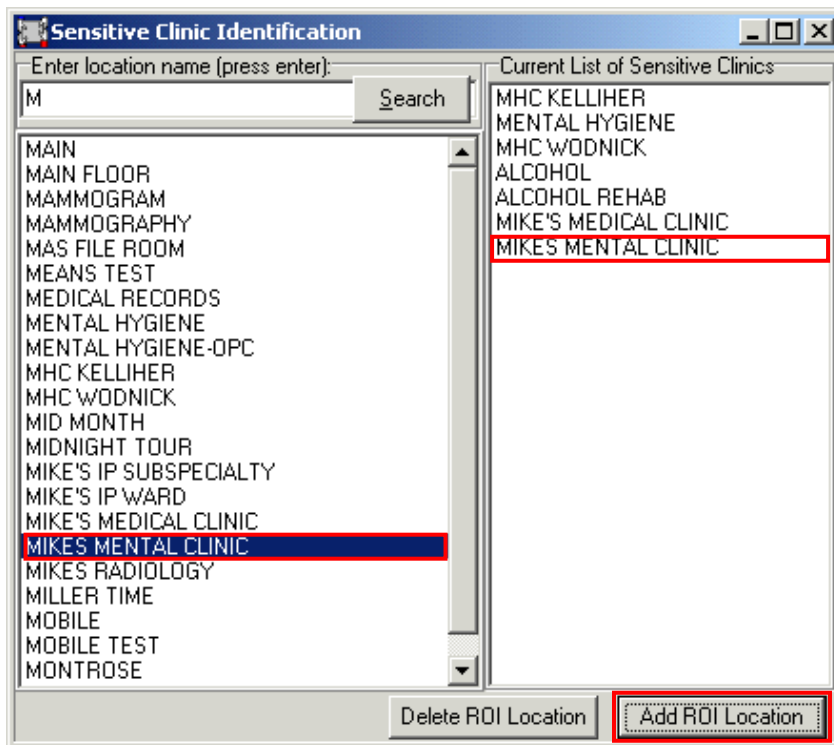 Sensitive Clinic Identification
Enter location name (press enter):
M
Search
MAIN
MAIN FLOOR
MAMMOGRAM
MAMMOGRAPHY
MAS FILE ROOM
MEANS TEST
MEDICAL RECORDS
MENTAL HYGIENE
MENTAL HYGIENE-OPC
MHC KELLIHER
MHC WODNICK
MID MONTH
MIDNIGHT TOUR
MIKE'S IP SUBSPECIALTY
MIKE'S IP WARD
MIKE'S MEDICAL CLINIC
MIKES MENTAL CLINIC
MIKES RADIOLOGY
MILLER TIME
MOBILE
MOBILE TEST
MONTROSE
Current List of Sensitive Clinics
MHC KELLIHER
MENTAL HYGIENE
MHC WODNICK
ALCOHOL
ALCOHOL REHAB
MIKE'S MEDICAL CLINIC
MIKES MENTAL CLINIC
Delete ROI Location
Add ROI Location